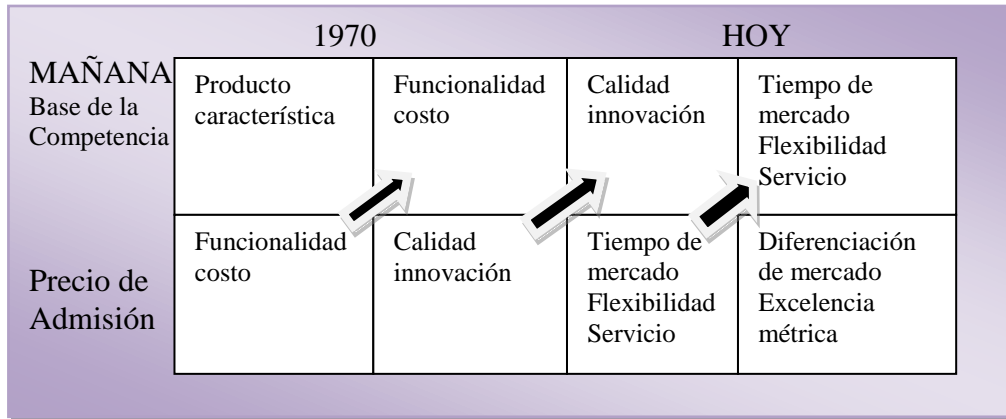 1970
HOY
MAÑANA
Base de la
Competencia
Producto
característica
Funcionalidad
costo
Calidad
innovación
Tiempo de
mercado
Flexibilidad
Servicio
Precio de
Admisión
Funcionalidad
costo
Calidad
innovación
Tiempo de
mercado
Flexibilidad
Servicio
Diferenciación
de mercado
Excelencia
métrica